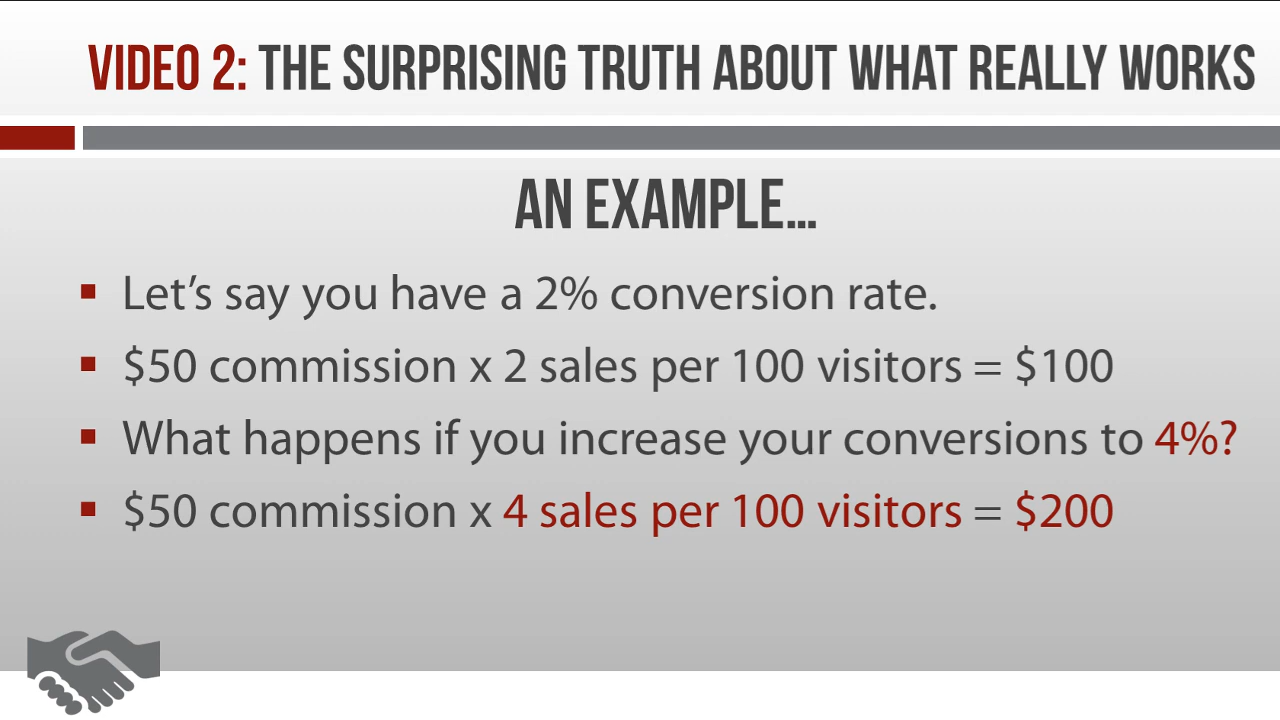 VIDEO 2: THE SURPRISING TRUTH ABOUT WHAT REALLY WORKS
AN EXAMPLE...
Let’s say you have a 2% conversion rate.
$50 commission x 2 sales per 100 visitors = $100
What happens if you increase your conversions to 4%?
$50 commission x 4 sales per 100 visitors = $200